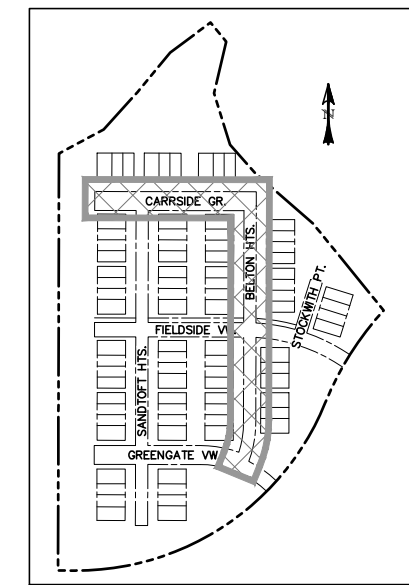 CARRSIDE GR.
BELTON HTS.
STOCKWITH PT.
FIELDSIDE VW.
SANDTOFT HTS.
GREENGATE VW.